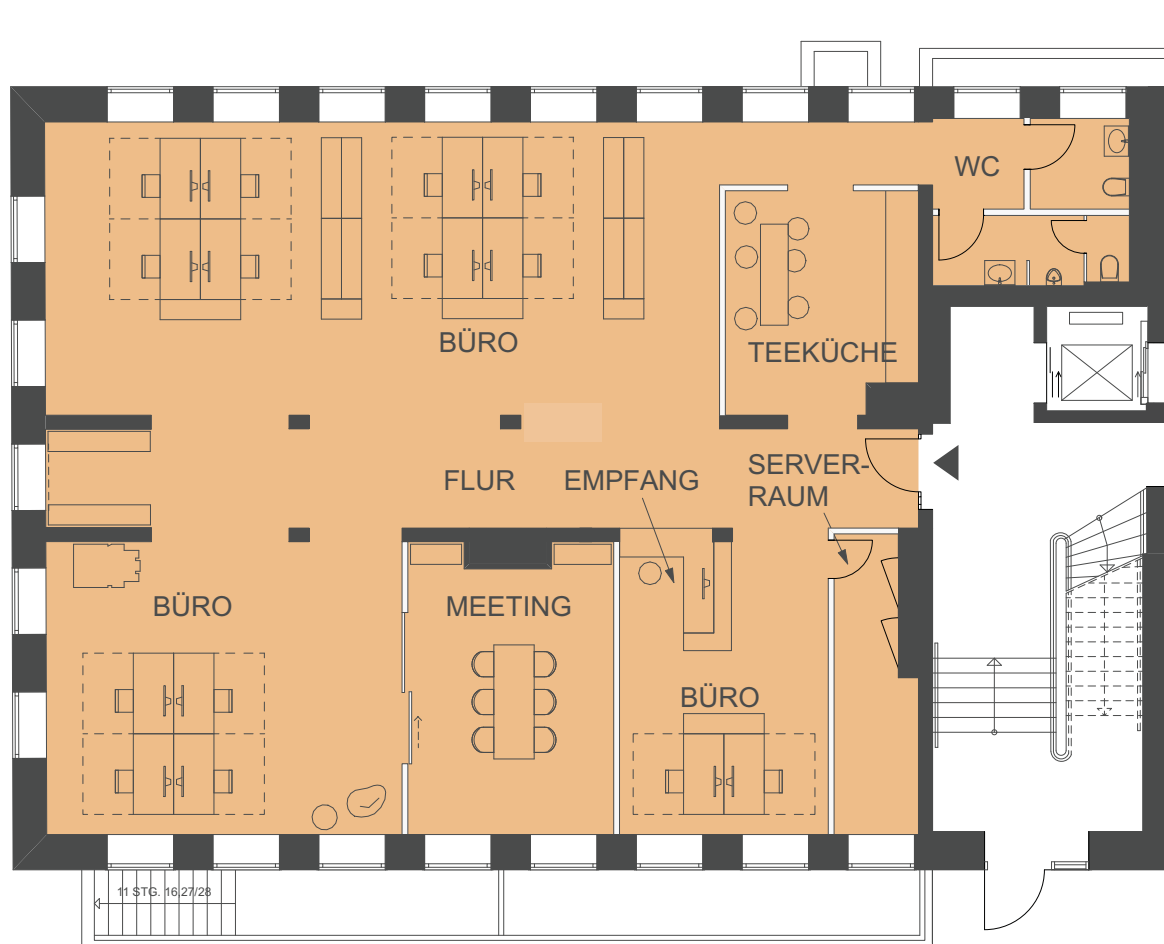 WC
BÜRO
TEEKÜCHE
FLUR
EMPFANG
SERVER-
RAUM
BÜRO
MEETING
BÜRO
11 STG. 16,27/28